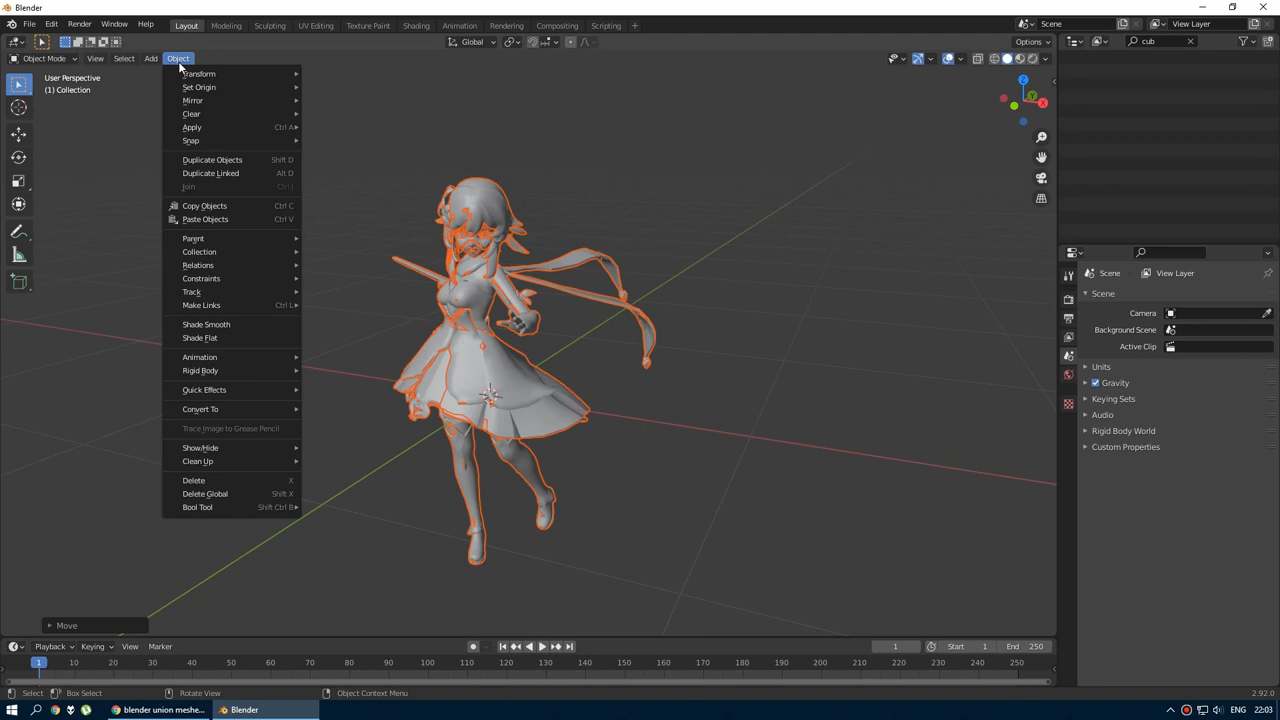 Blender
File Edit Render Window Help
Layout Modeling Sculpting UV Editing Texture Paint Shading Animation Rendering Compositing Scripting +
Scene
View Layer
Global
Options
cub
Object Mode View Select Add Object
User Perspective
(1) Collection
Transform
Set Origin
Mirror
Clear
Apply Ctrl A
Snap
Duplicate Objects Shift D
Duplicate Linked Alt D
Join Ctrl J
Copy Objects Ctrl C
Paste Objects Ctrl V
Parent
Collection
Relations
Constraints
Track
Make Links Ctrl L
Shade Smooth
Shade Flat
Animation
Rigid Body
Quick Effects
Convert To
Trace Image to Grease Pencil
Show/Hide
Clean Up
Delete X
Delete Global Shift X
Bool Tool Shift Ctrl B
Z
Y
X
Scene View Layer
Scene
Camera
Background Scene
Active Clip
Units
Gravity
Keying Sets
Audio
Rigid Body World
Custom Properties
Move
Playback Keying View Marker
1 Start 1 End 250
1 10 20 30 40 50 60 70 80 90 100 110 120 130 140 150 160 170 180 190 200 210 220 230 240 250
Select Box Select Rotate View Object Context Menu 2.92.0
blender union meshe... Blender ENG 22:03